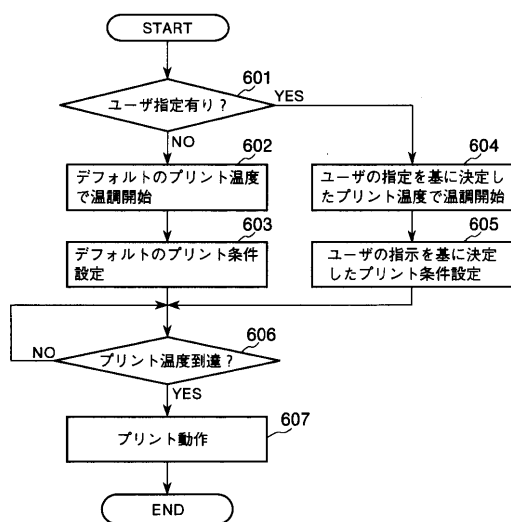 START
601
ユーザ指定有り？
YES
NO
602
デフォルトのプリント温度
で温調開始
604
ユーザの指定を基に決定し
たプリント温度で温調開始
603
デフォルトのプリント条件
設定
605
ユーザの指示を基に決定
したプリント条件設定
606
プリント温度到達？
NO
YES
607
プリント動作
END